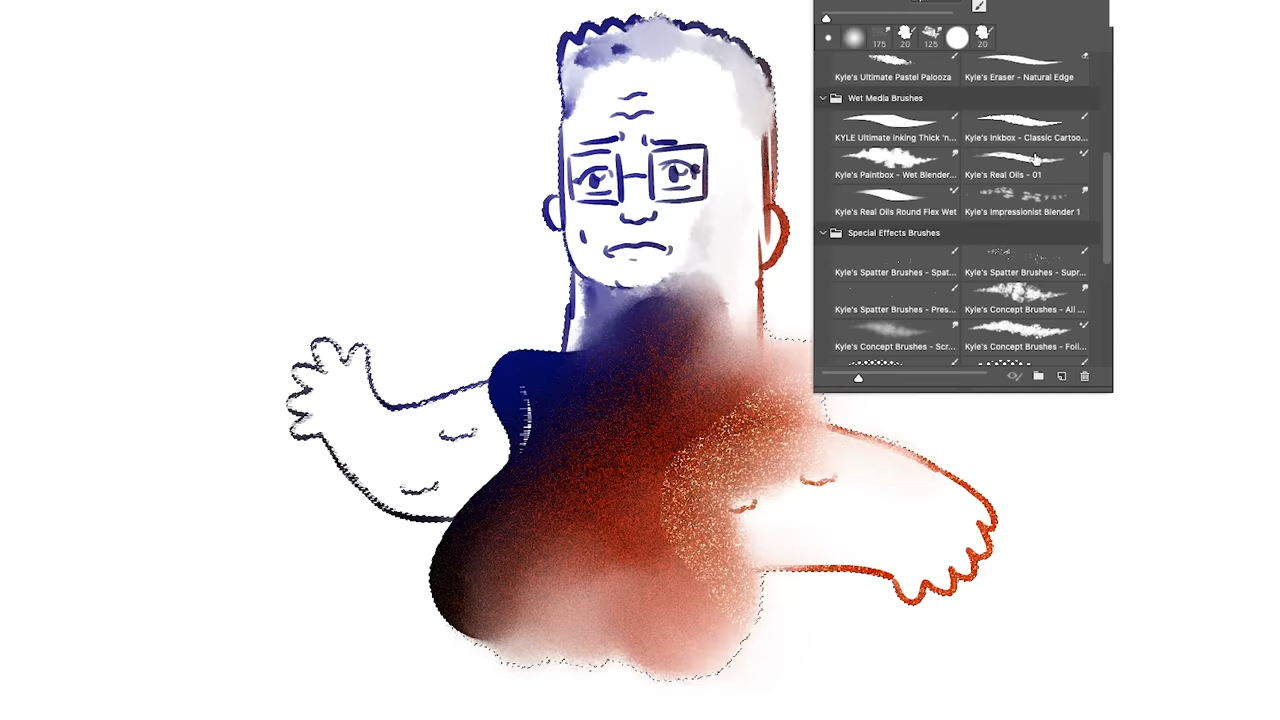 175 20 125 20
Kyle's Ultimate Pastel Palooza Kyle's Eraser - Natural Edge
Wet Media Brushes
KYLE Ultimate Inking Thick 'n... Kyle's Inkbox - Classic Cartoo...
Kyle's Paintbox - Wet Blender... Kyle's Real Oils - 01
Kyle's Real Oils Round Flex Wet Kyle's Impressionist Blender 1
Special Effects Brushes
Kyle's Spatter Brushes - Spat... Kyle's Spatter Brushes - Supr...
Kyle's Spatter Brushes - Pres... Kyle's Concept Brushes - All ...
Kyle's Concept Brushes - Scr... Kyle's Concept Brushes - Foli...